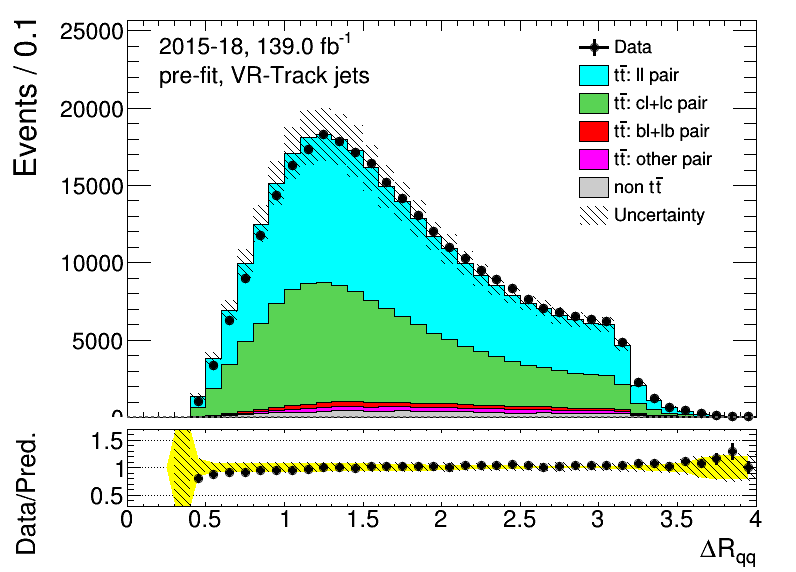 Events / 0.1
25000
20000
15000
10000
5000
0
2015-18, 139.0 fb⁻¹
pre-fit, VR-Track jets
Data
tt̄: ll pair
tt̄: cl+lc pair
tt̄: bl+lb pair
tt̄: other pair
non tt̄
Uncertainty
Data/Pred.
1.5
1
0.5
0 0.5 1 1.5 2 2.5 3 3.5 4
ΔR_qq